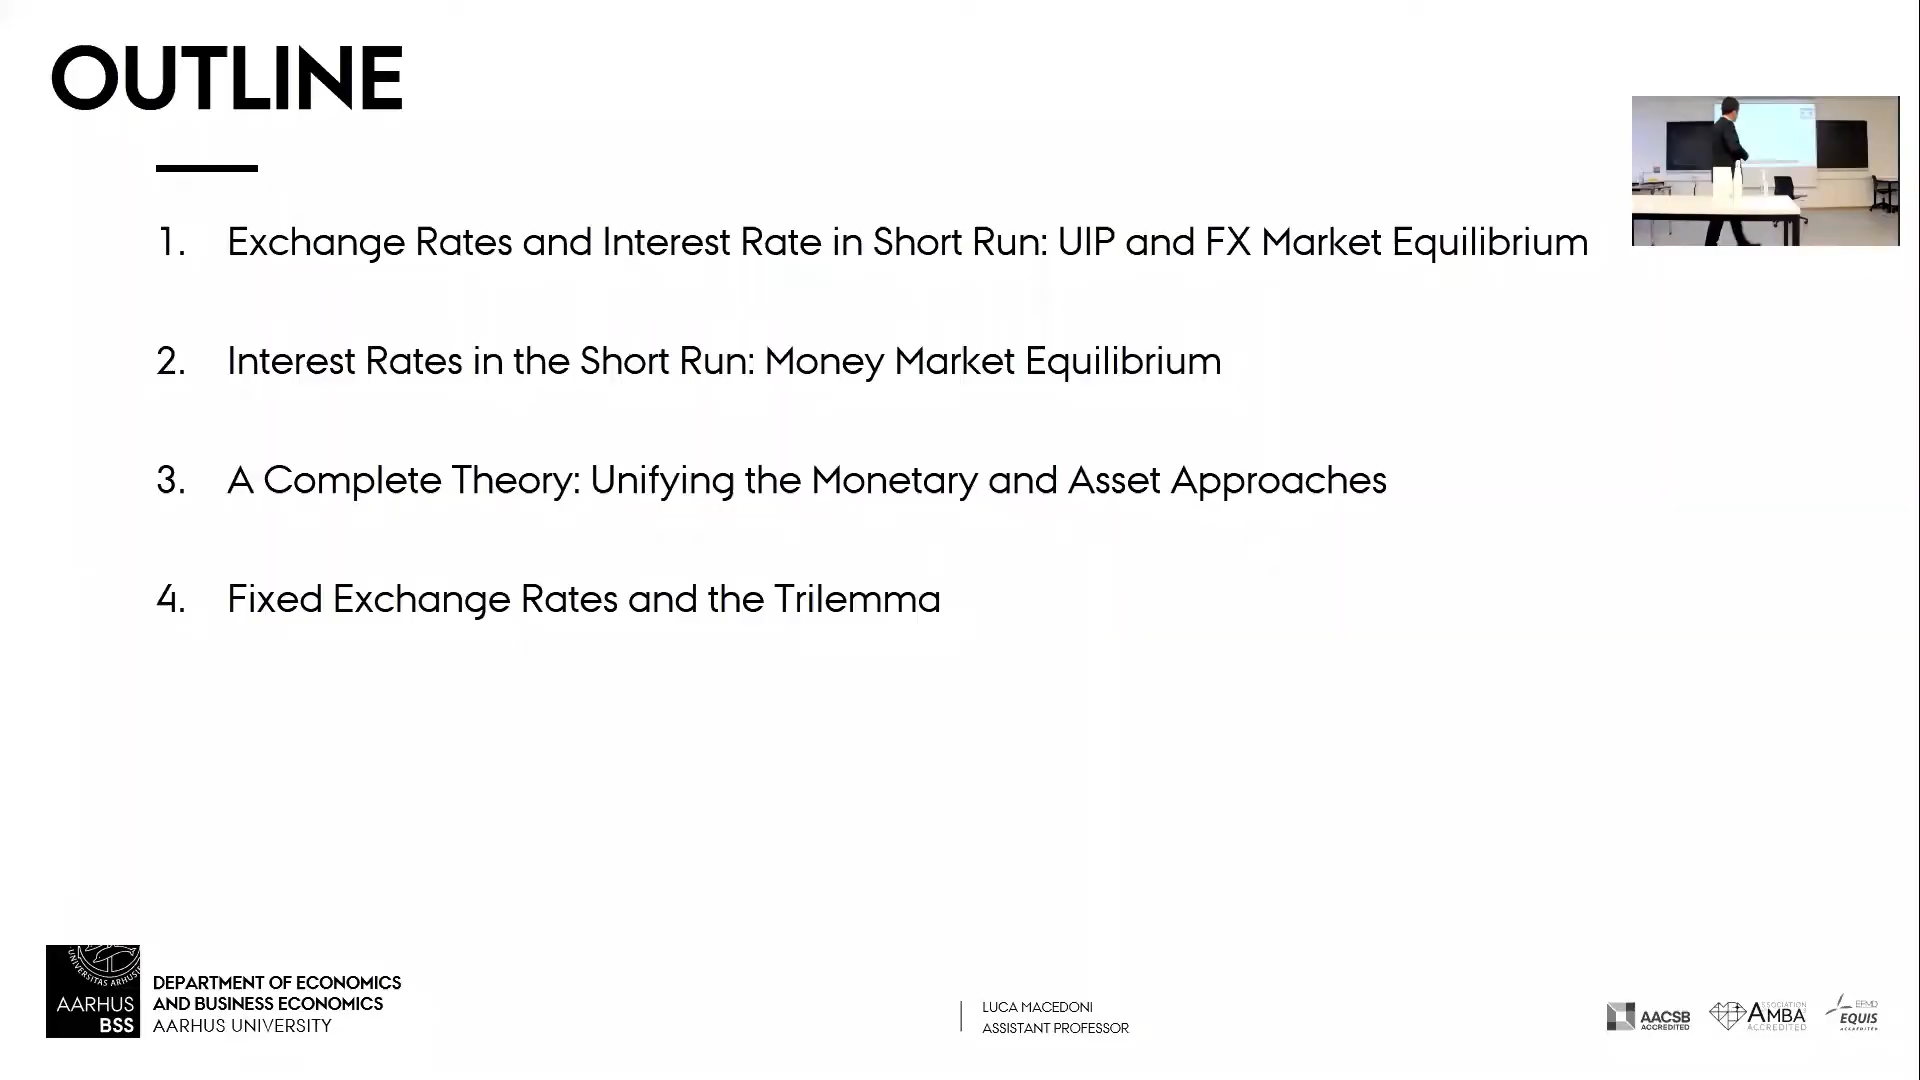 OUTLINE
1. Exchange Rates and Interest Rate in Short Run: UIP and FX Market Equilibrium
2. Interest Rates in the Short Run: Money Market Equilibrium
3. A Complete Theory: Unifying the Monetary and Asset Approaches
4. Fixed Exchange Rates and the Trilemma
UNIVERSITAS ARHUSI
AARHUS
BSS
DEPARTMENT OF ECONOMICS
AND BUSINESS ECONOMICS
AARHUS UNIVERSITY
LUCA MACEDONI
ASSISTANT PROFESSOR
AACSB
ACCREDITED
ASSOCIATION
AMBA
ACCREDITED
EFMD
EQUIS
ACCREDITED